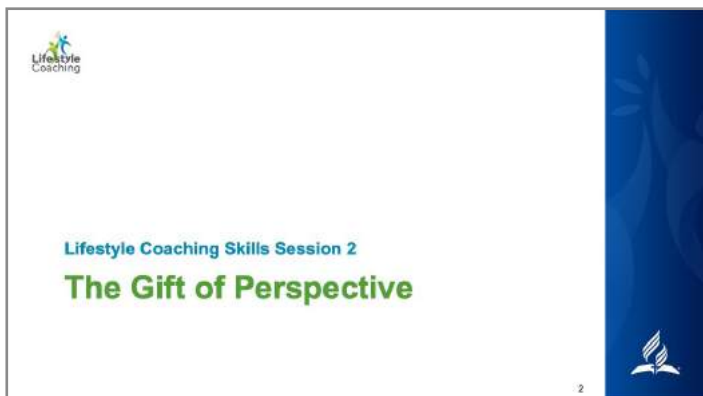 Lifestyle
Coaching
Lifestyle Coaching Skills Session 2
The Gift of Perspective
2